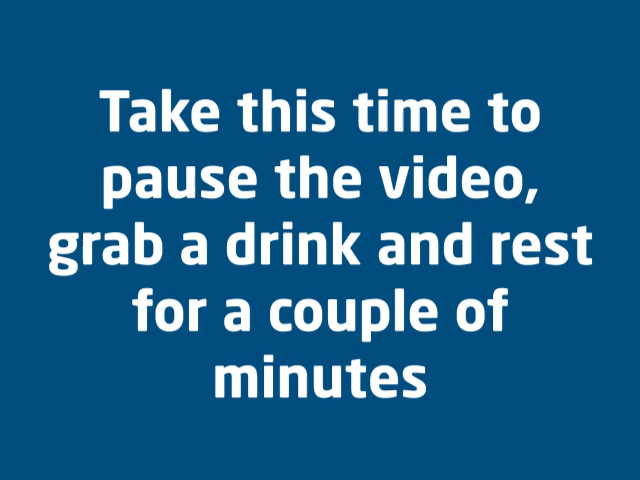 Take this time to
pause the video,
grab a drink and rest
for a couple of
minutes